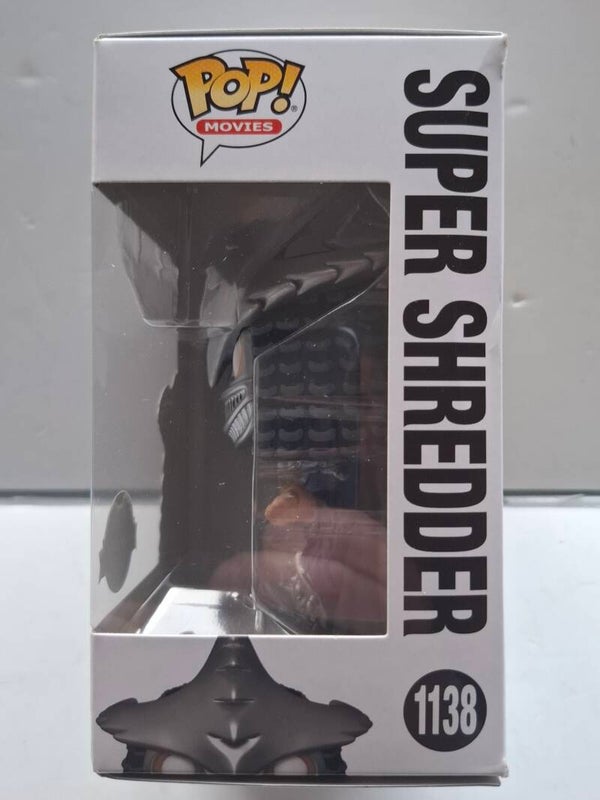 POP!
MOVIES
SUPER SHREDDER
1138